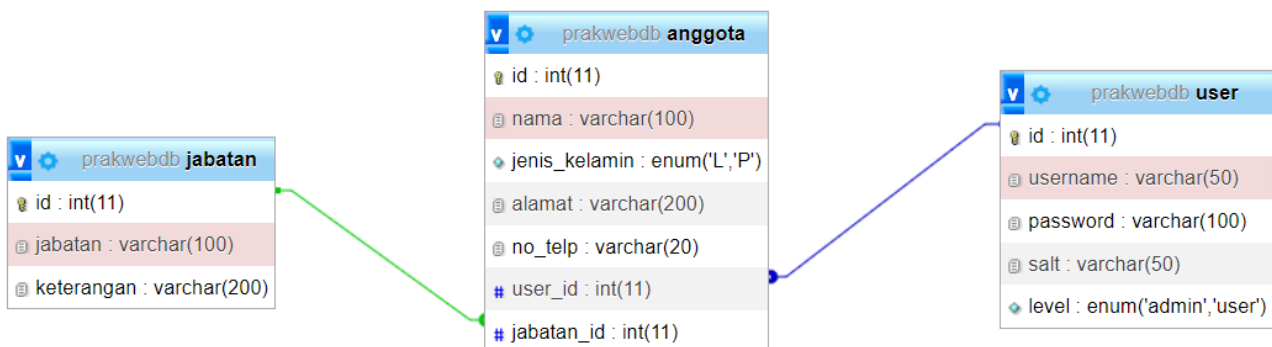 prakwebdb jabatan
id : int(11)
jabatan : varchar(100)
keterangan : varchar(200)
prakwebdb anggota
id : int(11)
nama : varchar(100)
jenis_kelamin : enum('L','P')
alamat : varchar(200)
no_telp : varchar(20)
user_id : int(11)
jabatan_id : int(11)
prakwebdb user
id : int(11)
username : varchar(50)
password : varchar(100)
salt : varchar(50)
level : enum('admin','user')